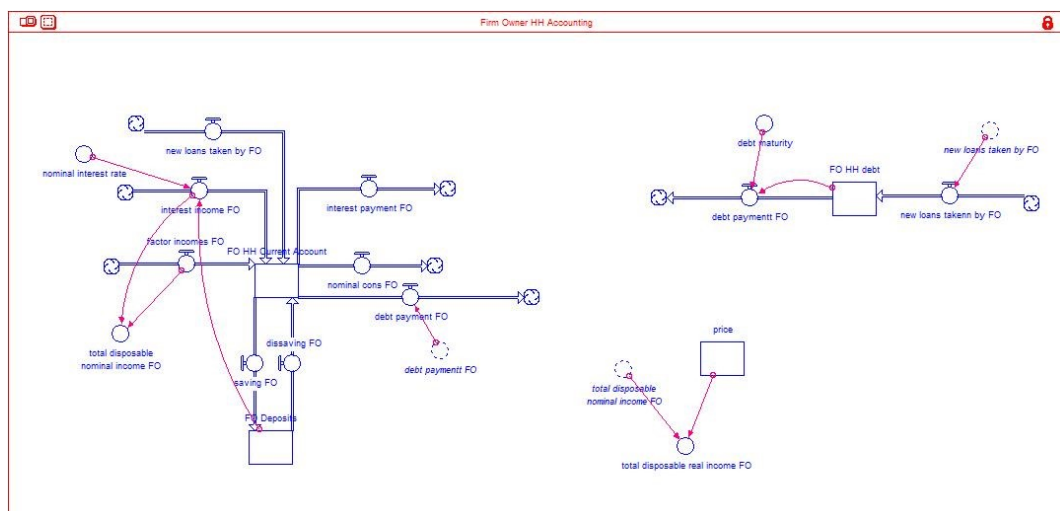 Firm Owner HH Accounting
new loans taken by FO
nominal interest rate
interest income FO
interest payment FO
factor incomes FO
FO HH Current Account
nominal cons FO
debt payment FO
total disposable
nominal income FO
dissaving FO
saving FO
debt paymentt FO
FO Deposits
debt maturity
new loans taken by FO
FO HH debt
debt paymentt FO
new loans takenn by FO
price
total disposable
nominal income FO
total disposable real income FO